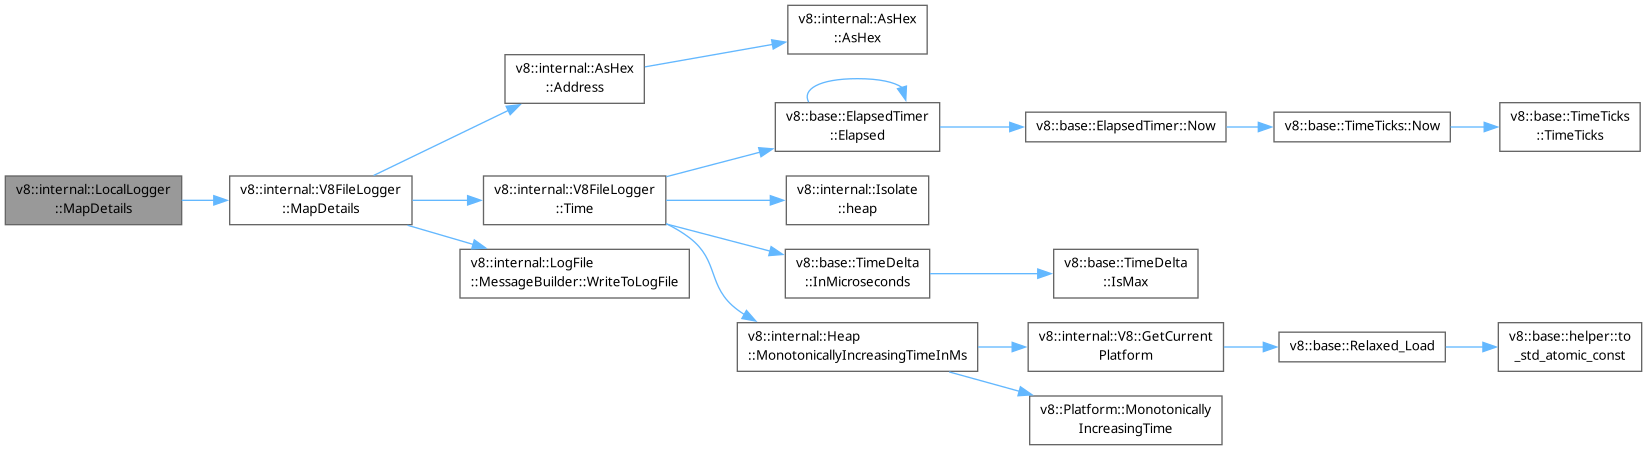 v8::internal::LocalLogger
::MapDetails
v8::internal::V8FileLogger
::MapDetails
v8::internal::AsHex
::Address
v8::internal::AsHex
::AsHex
v8::internal::V8FileLogger
::Time
v8::base::ElapsedTimer
::Elapsed
v8::base::ElapsedTimer::Now
v8::base::TimeTicks::Now
v8::base::TimeTicks
::TimeTicks
v8::internal::Isolate
::heap
v8::base::TimeDelta
::InMicroseconds
v8::base::TimeDelta
::IsMax
v8::internal::Heap
::MonotonicallyIncreasingTimeInMs
v8::internal::V8::GetCurrent
Platform
v8::base::Relaxed_Load
v8::base::helper::to
_std_atomic_const
v8::Platform::Monotonically
IncreasingTime
v8::internal::LogFile
::MessageBuilder::WriteToLogFile